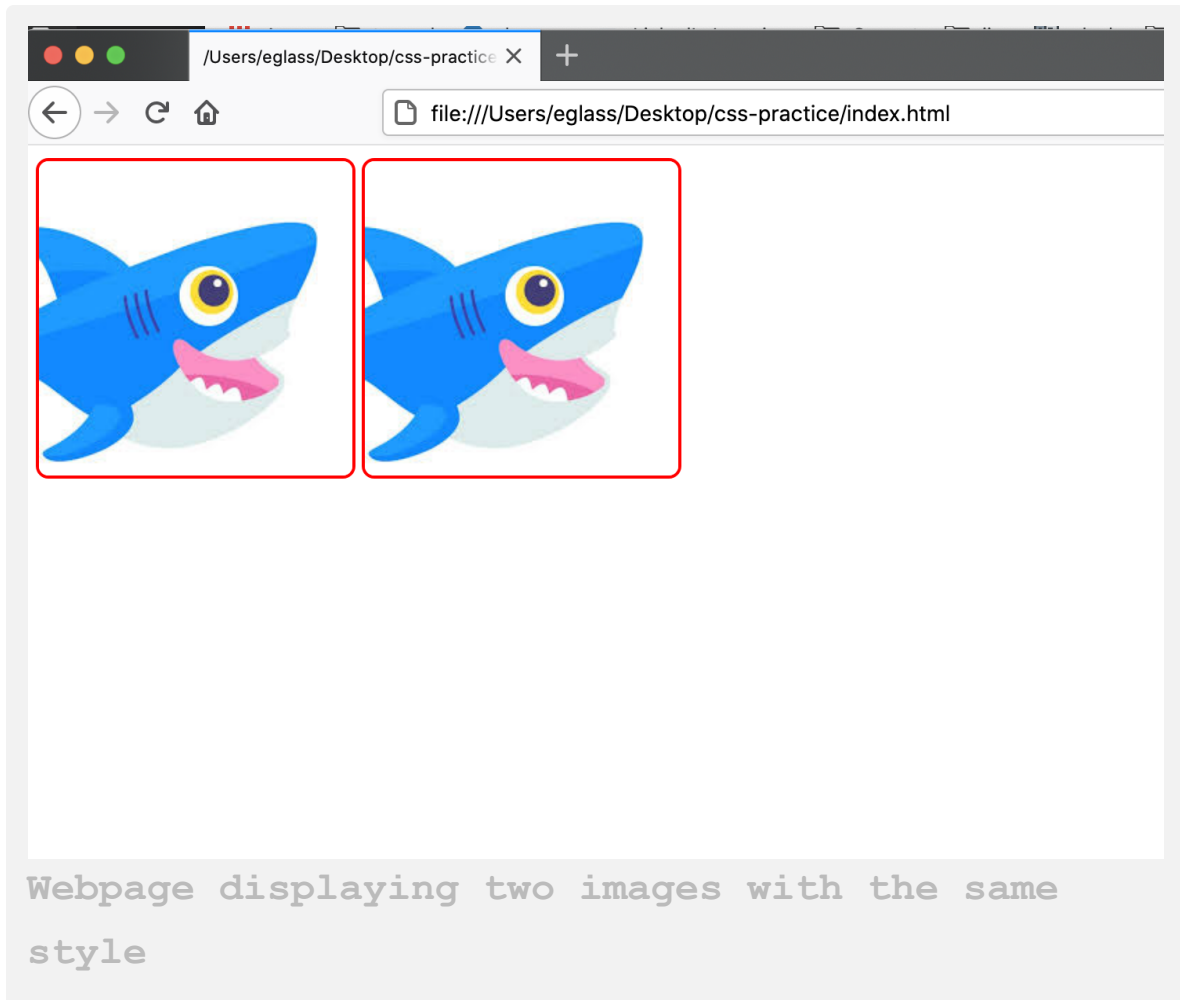 /Users/eglass/Desktop/css-practice
file:///Users/eglass/Desktop/css-practice/index.html
Webpage displaying two images with the same
style